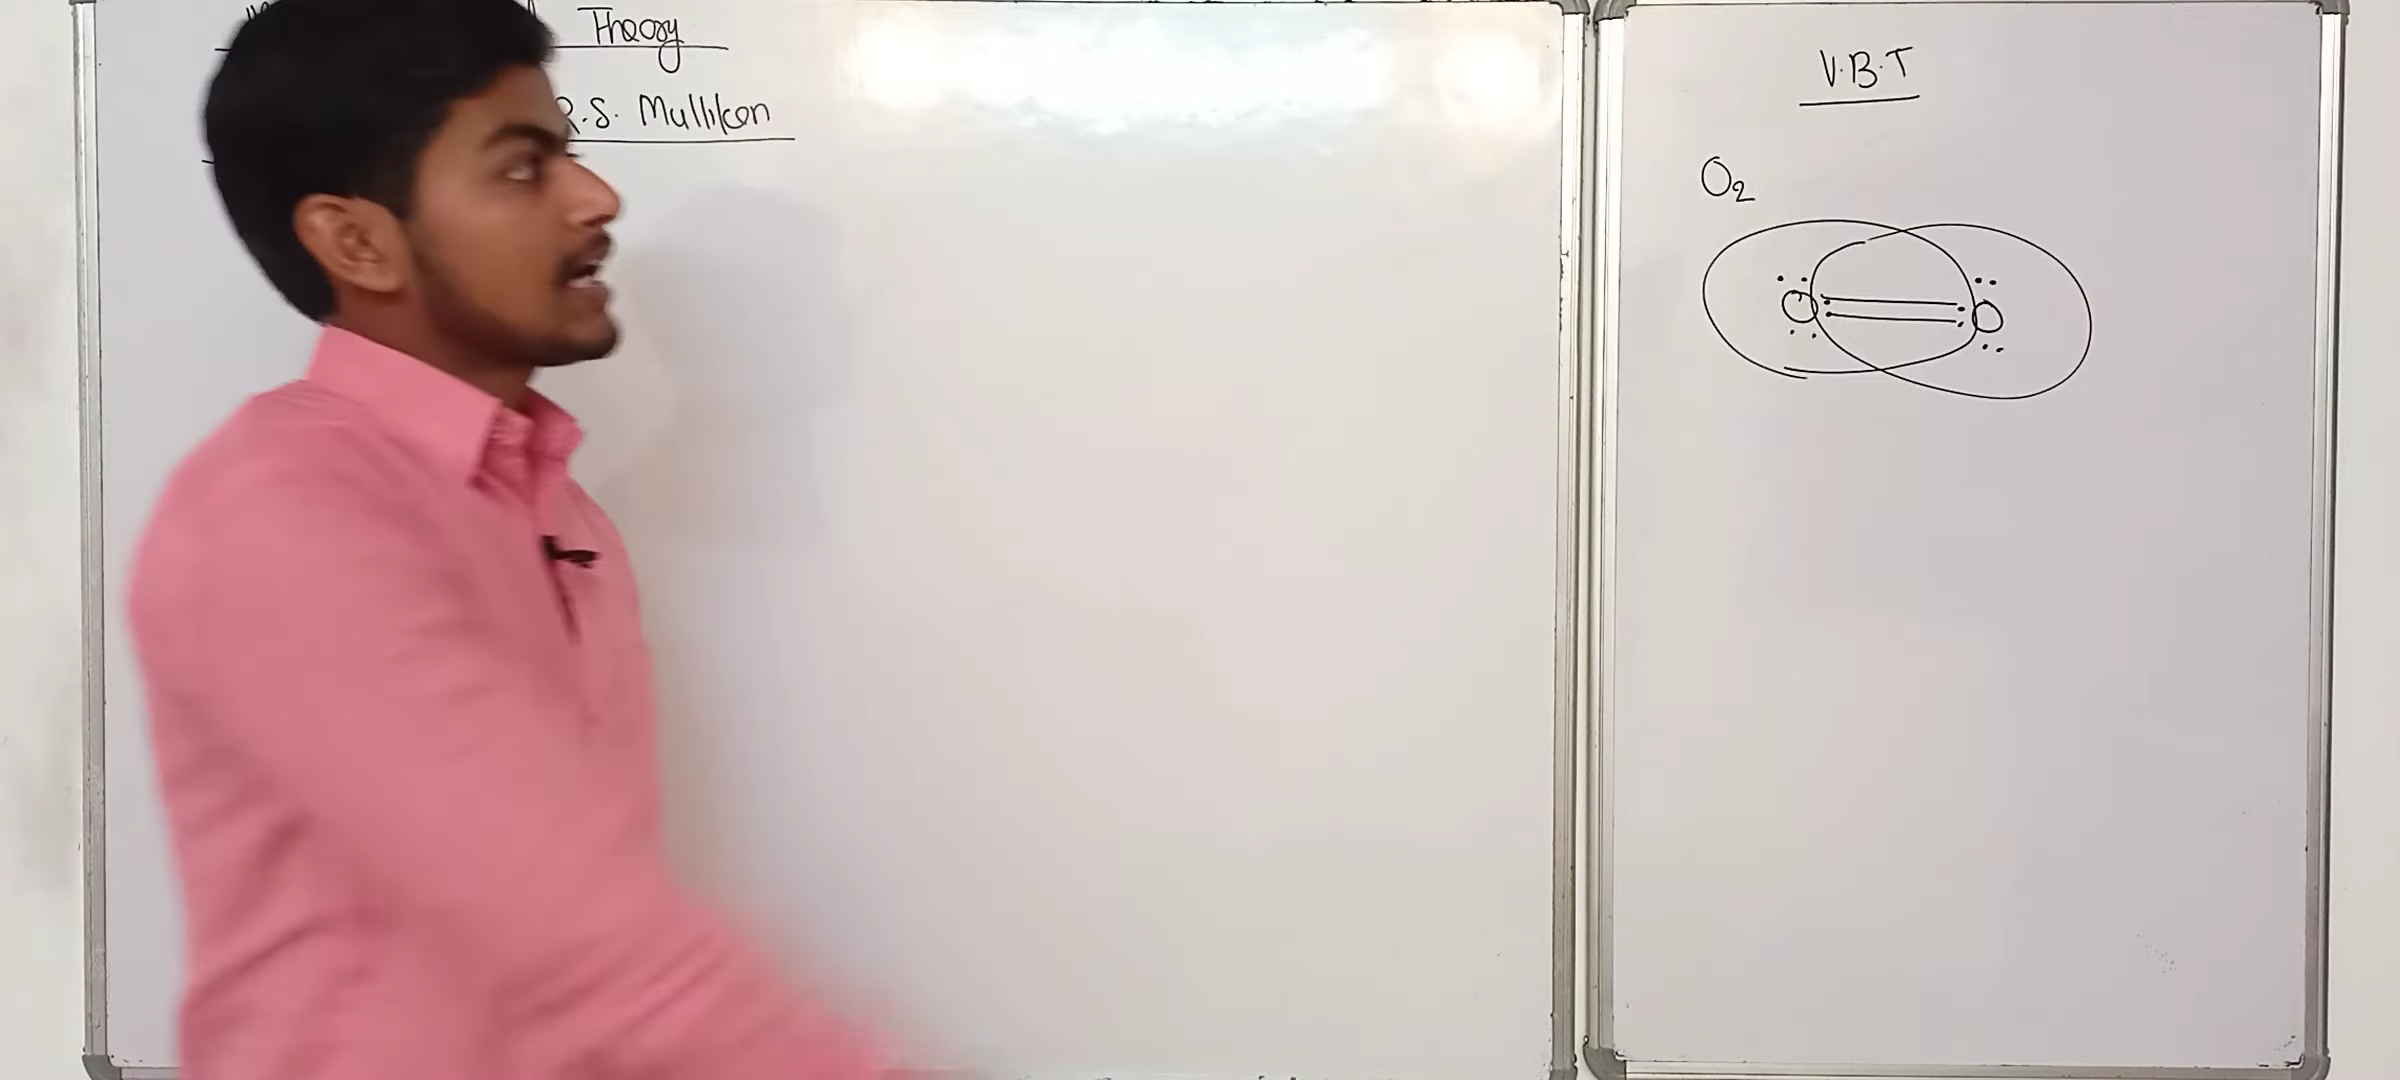 Theory
R.S. Mulliken
V.B.T
O₂